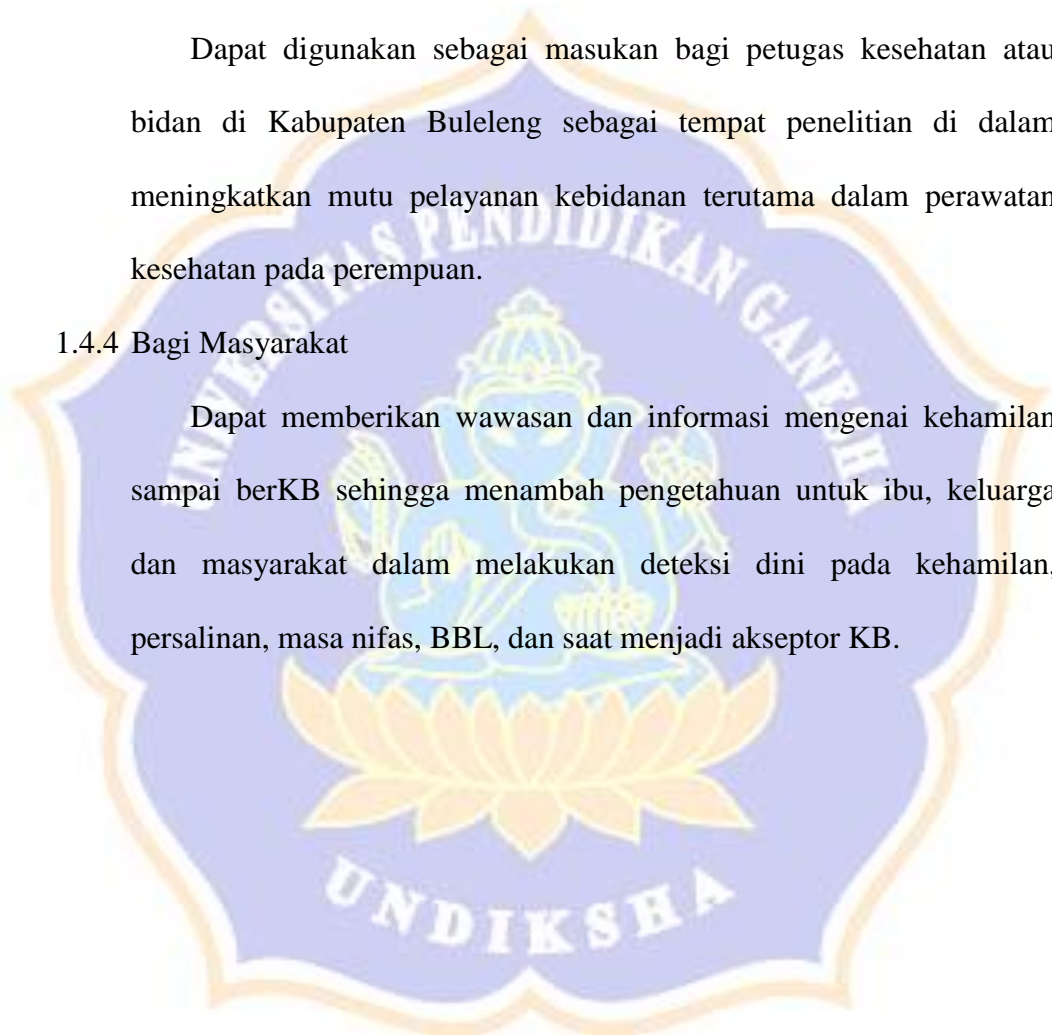 Dapat digunakan sebagai masukan bagi petugas kesehatan atau
bidan di Kabupaten Buleleng sebagai tempat penelitian di dalam
meningkatkan mutu pelayanan kebidanan terutama dalam perawatan
kesehatan pada perempuan.
1.4.4 Bagi Masyarakat
Dapat memberikan wawasan dan informasi mengenai kehamilan
sampai berKB sehingga menambah pengetahuan untuk ibu, keluarga
dan masyarakat dalam melakukan deteksi dini pada kehamilan,
persalinan, masa nifas, BBL, dan saat menjadi akseptor KB.
UNIVERSITAS PENDIDIKAN GANESHA
UNDIKSHA